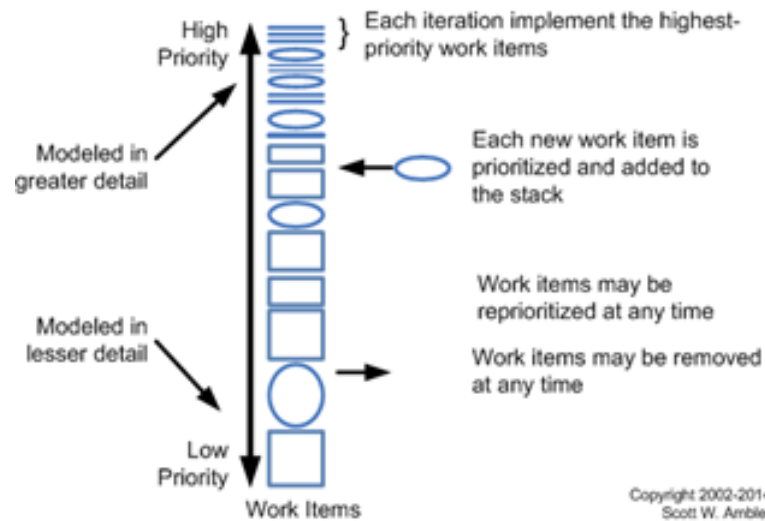 High
Priority
Each iteration implement the highest-
priority work items
Modeled in
greater detail
Each new work item is
prioritized and added to
the stack
Work items may be
reprioritized at any time
Modeled in
lesser detail
Work items may be removed
at any time
Low
Priority
Work Items
Copyright 2002-201
Scott W. Amble